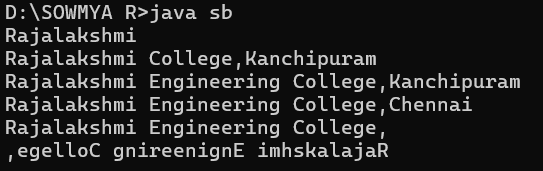 D:\SOWMYA R>java sb
Rajalakshmi
Rajalakshmi College,Kanchipuram
Rajalakshmi Engineering College,Kanchipuram
Rajalakshmi Engineering College,Chennai
Rajalakshmi Engineering College,
,egelloC gnireenignE imhskalajaR